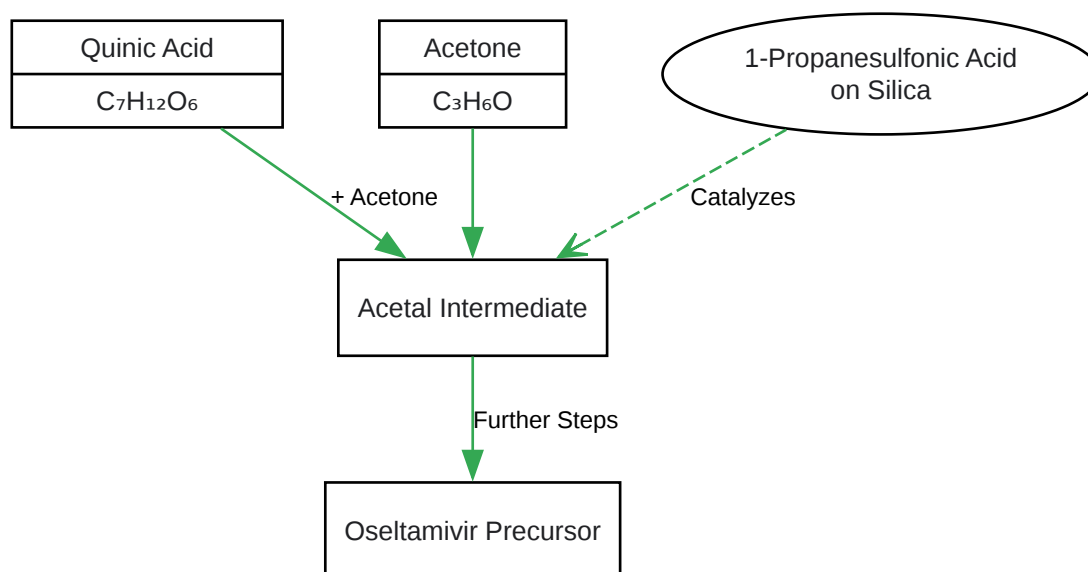 Quinic Acid
C₇H₁₂O₆
Acetone
C₃H₆O
1-Propanesulfonic Acid
on Silica
+ Acetone
Catalyzes
Acetal Intermediate
Further Steps
Oseltamivir Precursor